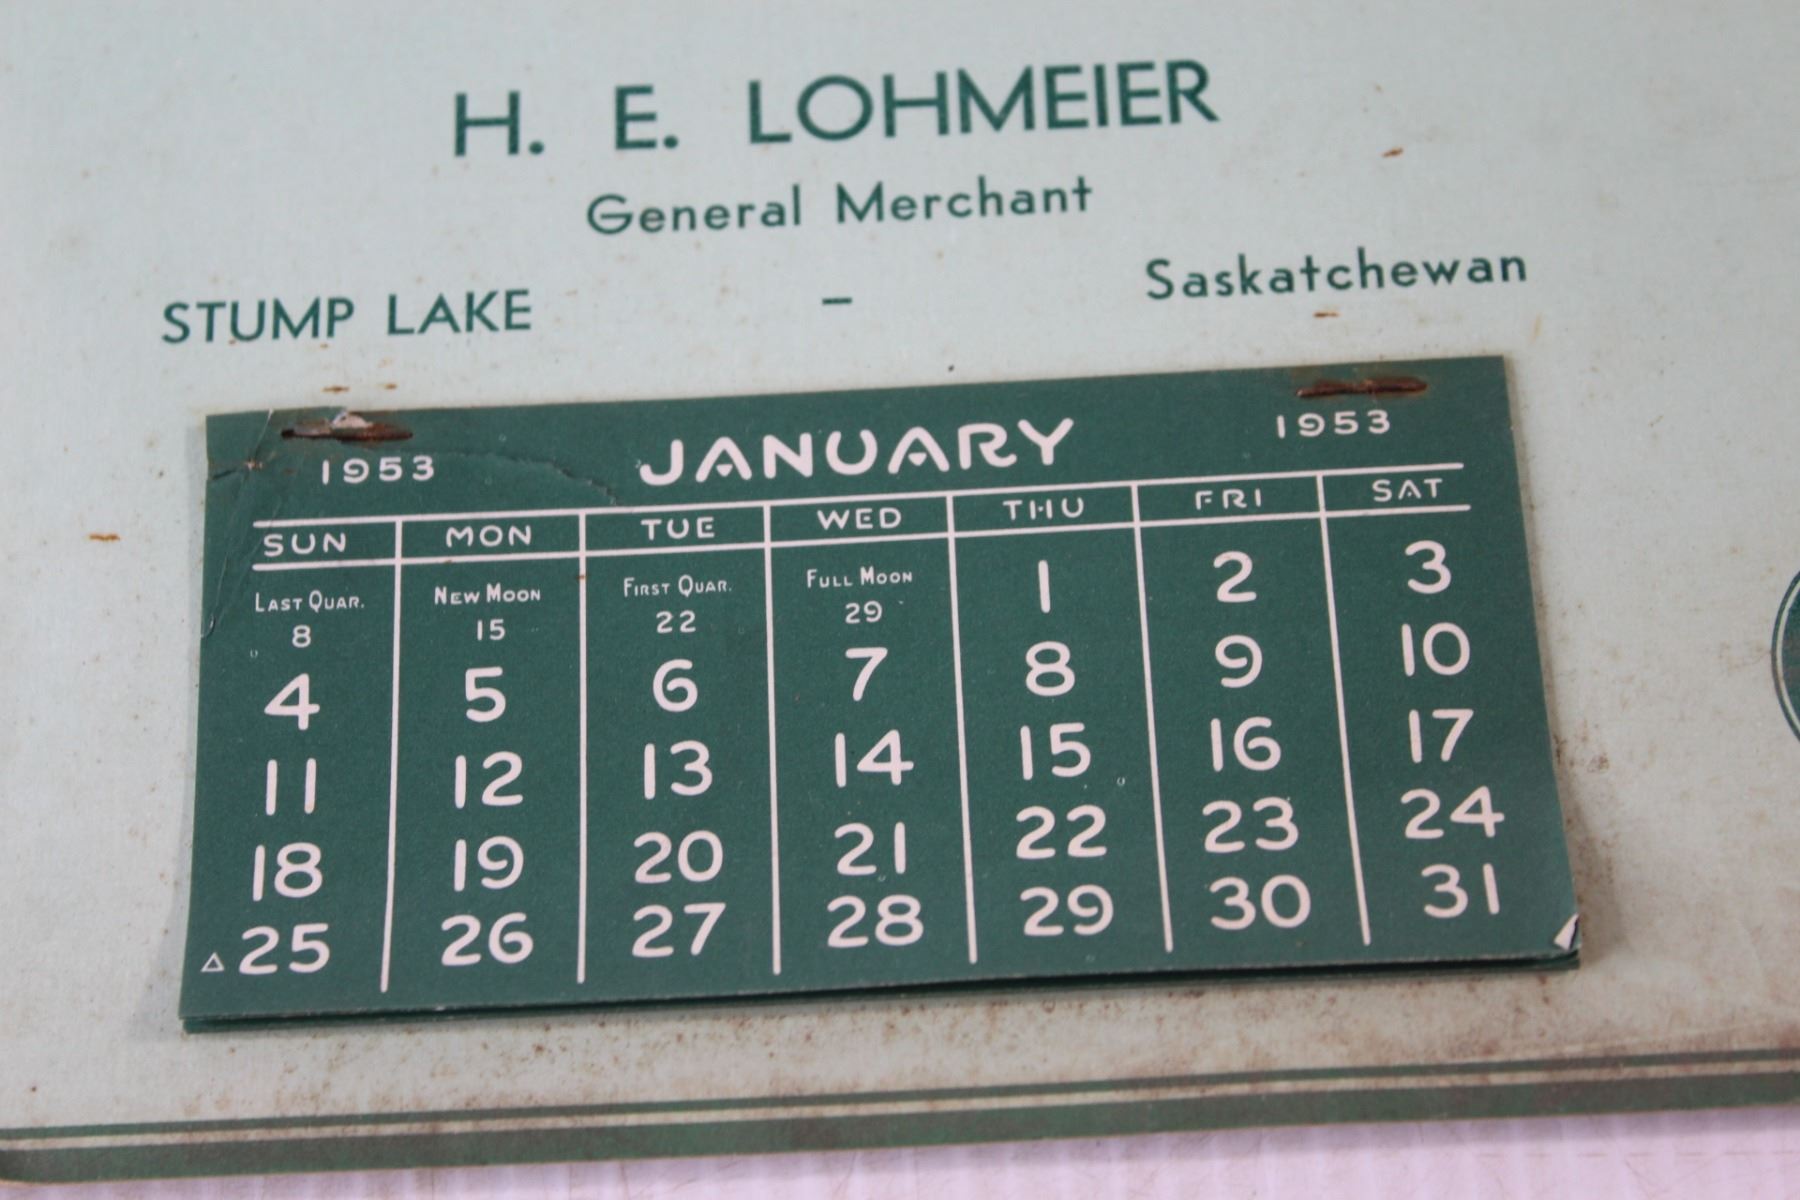 H. E. LOHMEIER
General Merchant
STUMP LAKE – Saskatchewan
1953 JANUARY 1953
SUN MON TUE WED THU FRI SAT
LAST QUAR. 8 NEW MOON 15 FIRST QUAR. 22 FULL MOON 29 1 2 3
4 5 6 7 8 9 10
11 12 13 14 15 16 17
18 19 20 21 22 23 24
25 26 27 28 29 30 31